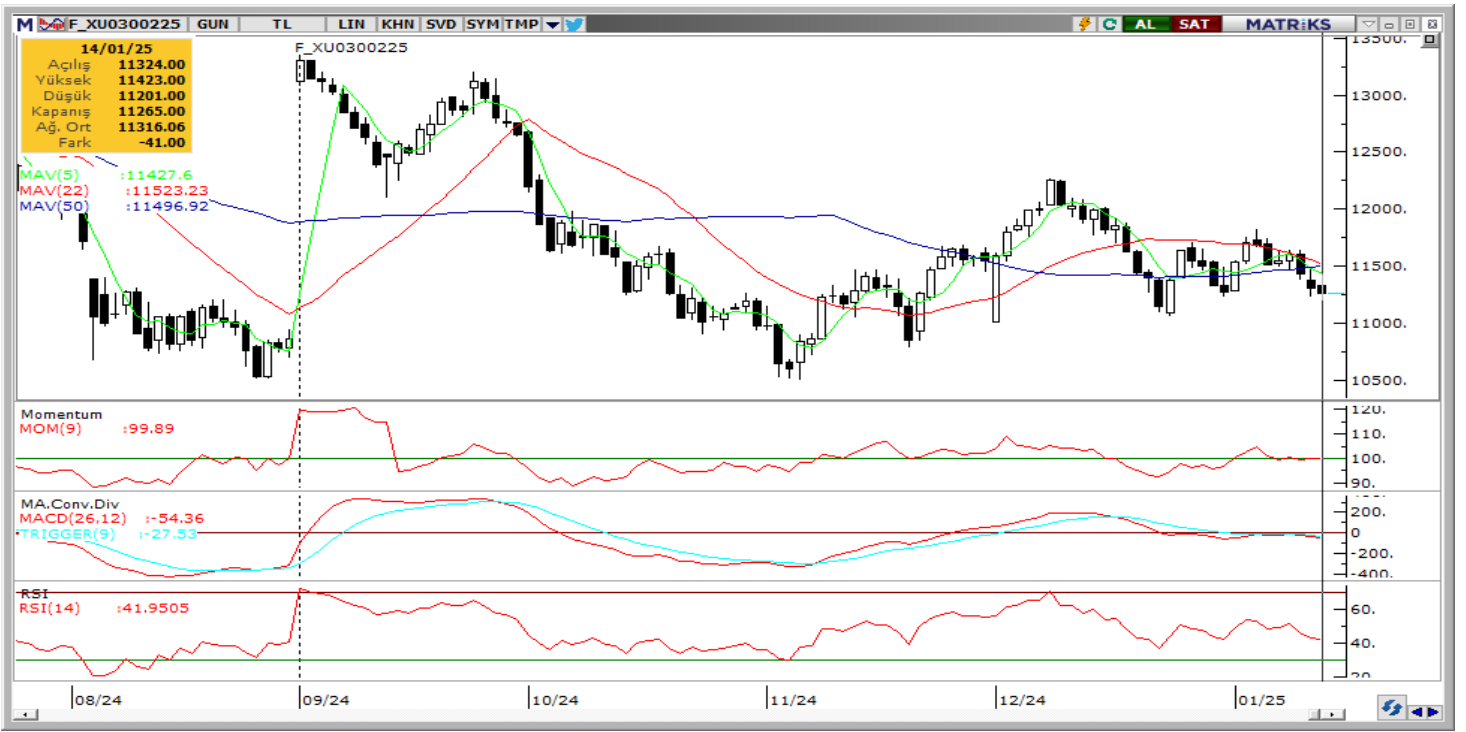 M F_XU0300225 GUN TL LIN KHN SVD SYM TMP AL SAT MATRiKS
14/01/25
Açılış 11324.00
Yüksek 11423.00
Düşük 11201.00
Kapanış 11265.00
Ağ. Ort 11316.06
Fark -41.00
F_XU0300225
MAV(5) :11427.6
MAV(22) :11523.23
MAV(50) :11496.92
13500.
13000.
12500.
12000.
11500.
11000.
10500.
Momentum
MOM(9) :99.89
120.
110.
100.
90.
MA.Conv.Div
MACD(26,12) :-54.36
TRIGGER(9) :-27.53
200.
0
-200.
-400.
RSI
RSI(14) :41.9505
60.
40.
20
08/24 09/24 10/24 11/24 12/24 01/25